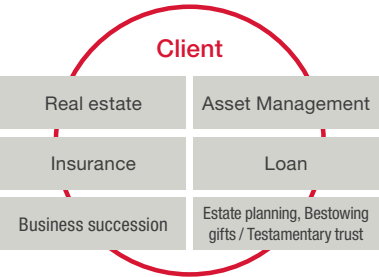 Client
Real estate
Asset Management
Insurance
Loan
Business succession
Estate planning, Bestowing
gifts / Testamentary trust